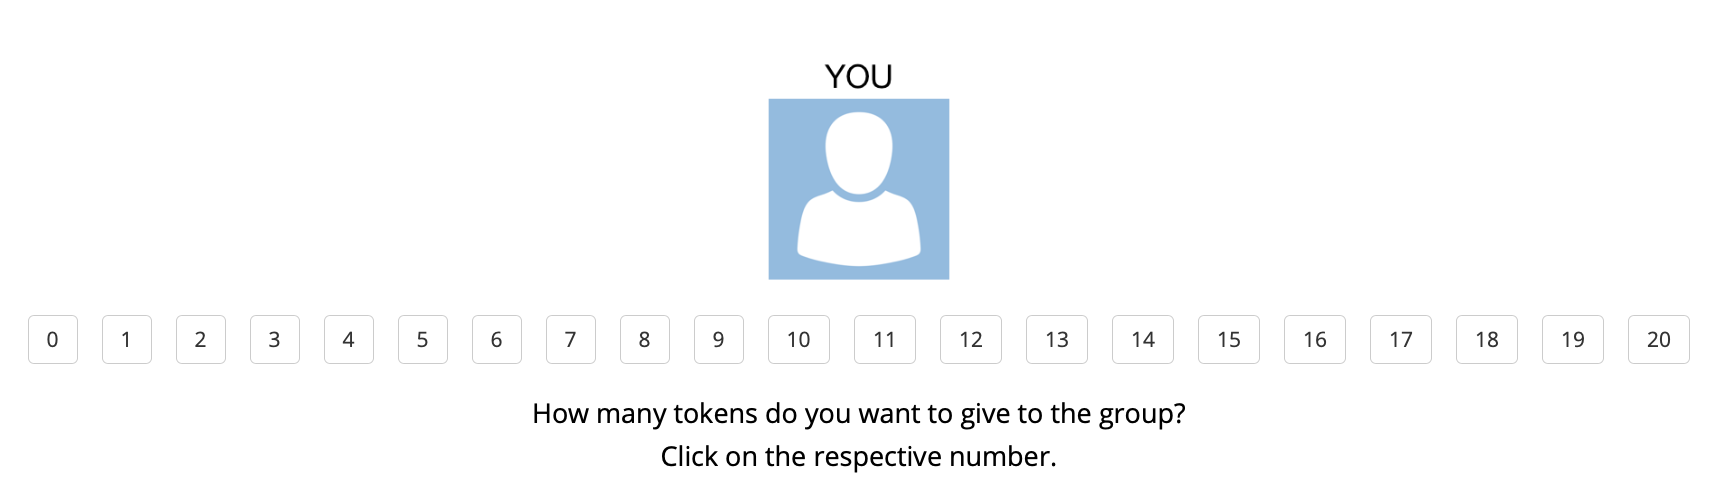 YOU
0 1 2 3 4 5 6 7 8 9 10 11 12 13 14 15 16 17 18 19 20
How many tokens do you want to give to the group?
Click on the respective number.